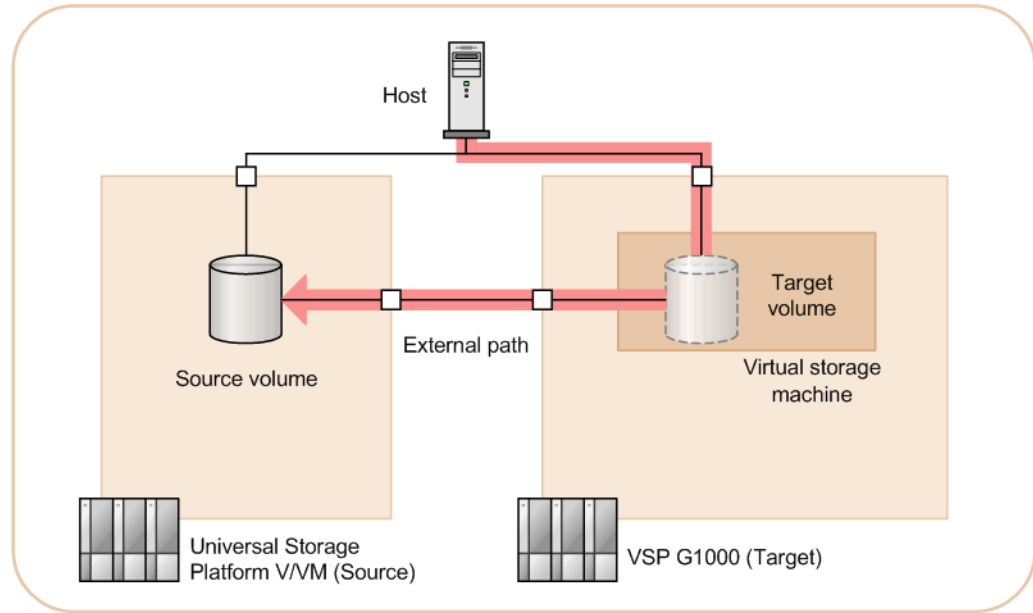 Host
Target
volume
External path
Source volume
Virtual storage
machine
Universal Storage
Platform V/VM (Source)
VSP G1000 (Target)